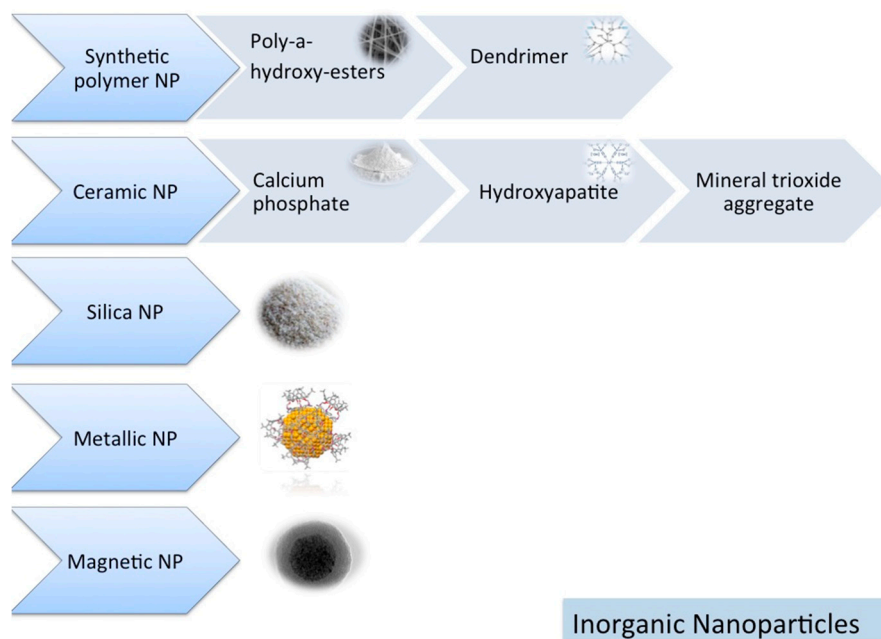 Synthetic
polymer NP
Poly-a-
hydroxy-esters
Dendrimer
Ceramic NP
Calcium
phosphate
Hydroxyapatite
Mineral trioxide
aggregate
Silica NP
Metallic NP
Magnetic NP
Inorganic Nanoparticles